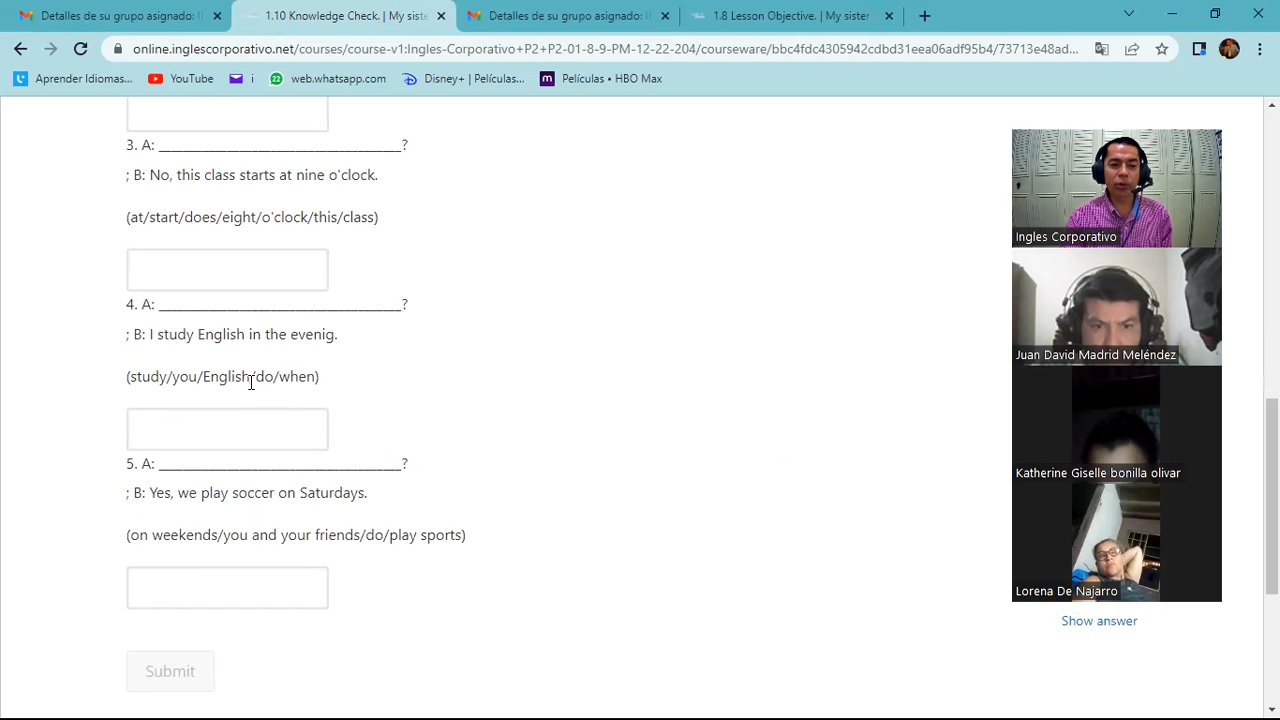 Detalles de su grupo asignado: I
1.10 Knowledge Check. | My sist
Detalles de su grupo asignado: I
1.8 Lesson Objective. | My sister
online.inglescorporativo.net/courses/course-v1:Ingles-Corporativo+P2+P2-01-8-9-PM-12-22-204/courseware/bbc4fdc4305942cdbd31eea06adf95b4/73713e48ad...
Aprender Idiomas...
YouTube
i
web.whatsapp.com
Disney+ | Películas,...
Películas • HBO Max
3. A: ________________________________?
; B: No, this class starts at nine o'clock.
(at/start/does/eight/o'clock/this/class)
4. A: ________________________________?
; B: I study English in the evenig.
(study/you/English/do/when)
5. A: ________________________________?
; B: Yes, we play soccer on Saturdays.
(on weekends/you and your friends/do/play sports)
Submit
Ingles Corporativo
Juan David Madrid Meléndez
Katherine Giselle bonilla olivar
Lorena De Najarro
Show answer